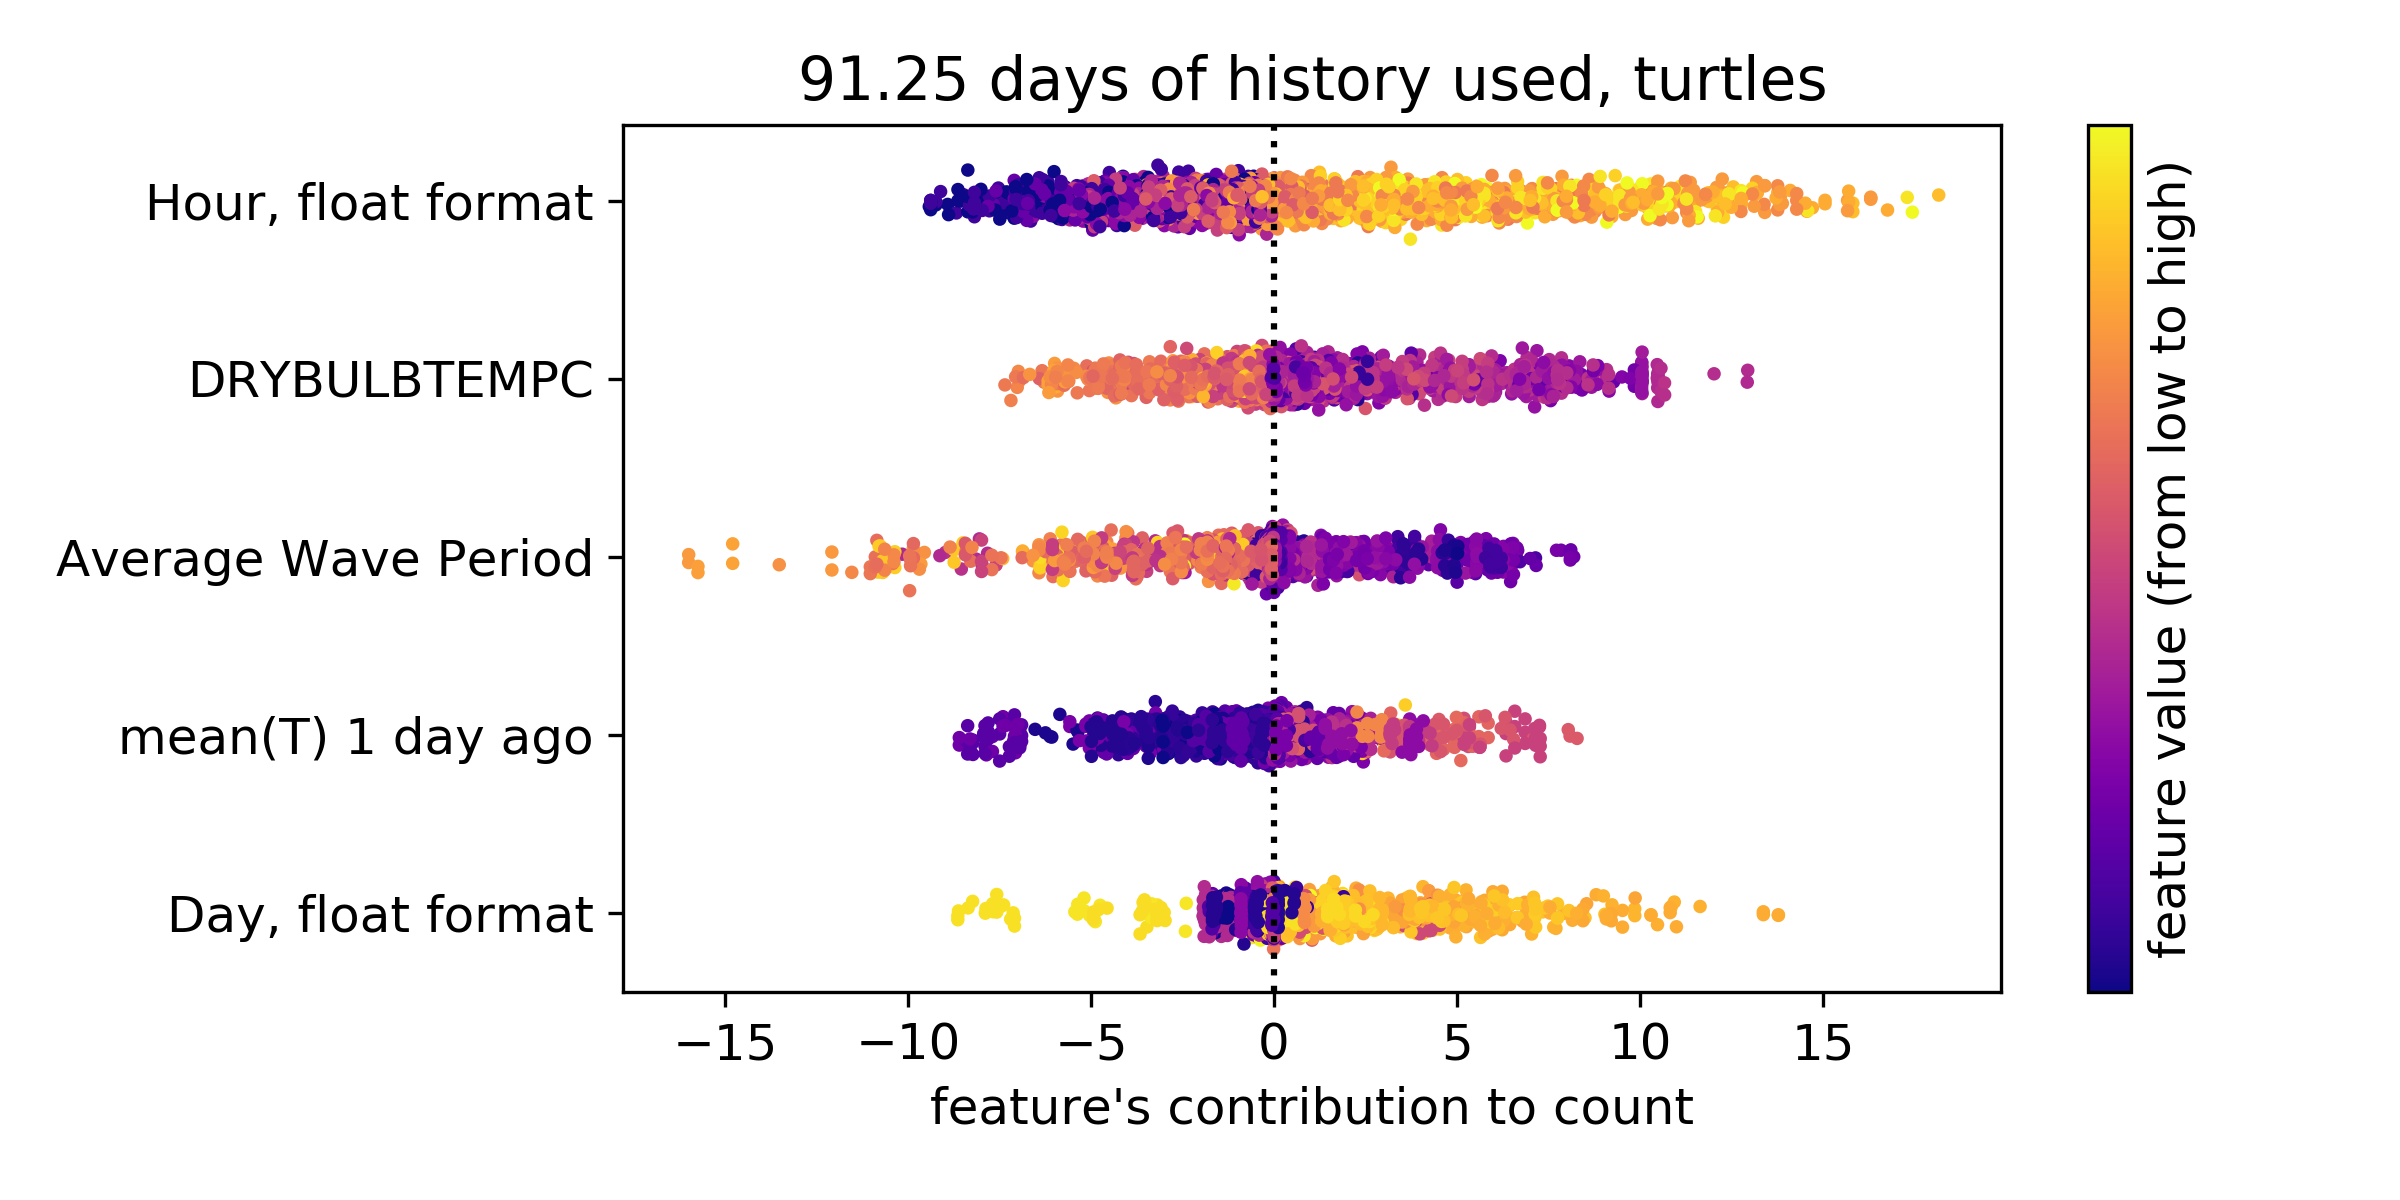 91.25 days of history used, turtles
Hour, float format
DRYBULBTEMPC
Average Wave Period
mean(T) 1 day ago
Day, float format
−15 −10 −5 0 5 10 15
feature's contribution to count
feature value (from low to high)